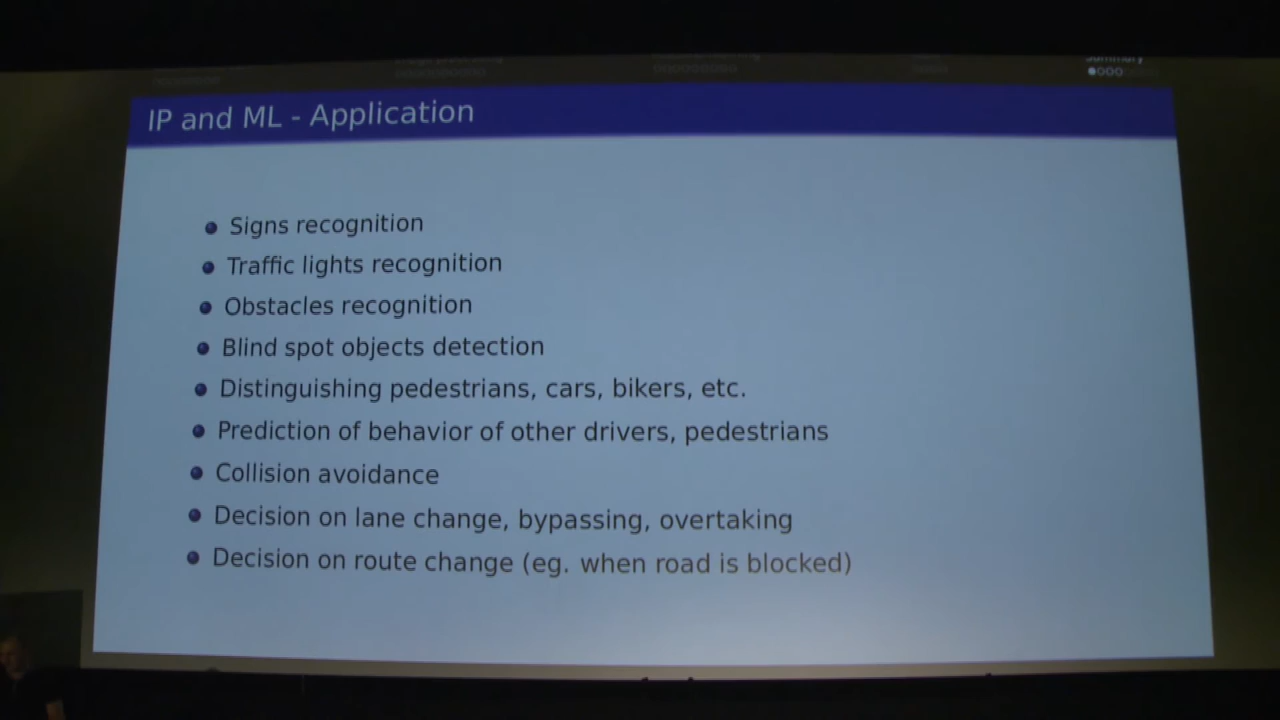 Summary
IP and ML - Application
Signs recognition
Traffic lights recognition
Obstacles recognition
Blind spot objects detection
Distinguishing pedestrians, cars, bikers, etc.
Prediction of behavior of other drivers, pedestrians
Collision avoidance
Decision on lane change, bypassing, overtaking
Decision on route change (eg. when road is blocked)